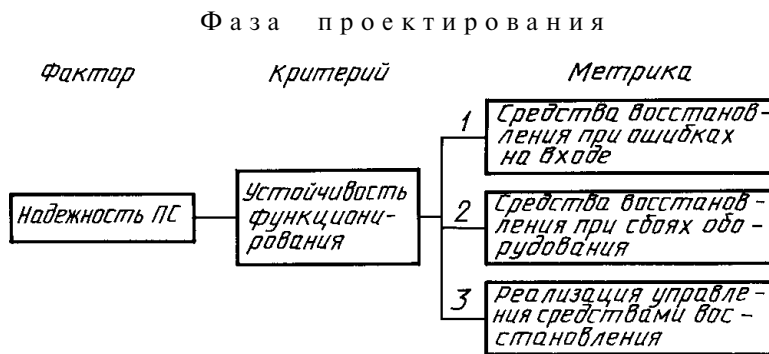 Фаза проектирования
Фактор Критерий Метрика
1 Средства восстанов-
ления при ошибках
на входе
Надежность ПС
Устойчивость
функциони-
рования
2 Средства восстанов-
ления при сбоях обо-
рудования
3 Реализация управле-
ния средствами вос-
становления